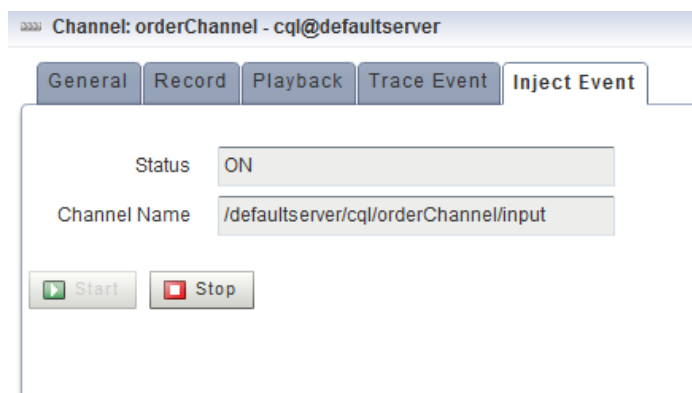 Channel: orderChannel - cql@defaultserver
General Record Playback Trace Event Inject Event
Status ON
Channel Name /defaultserver/cql/orderChannel/input
Start Stop